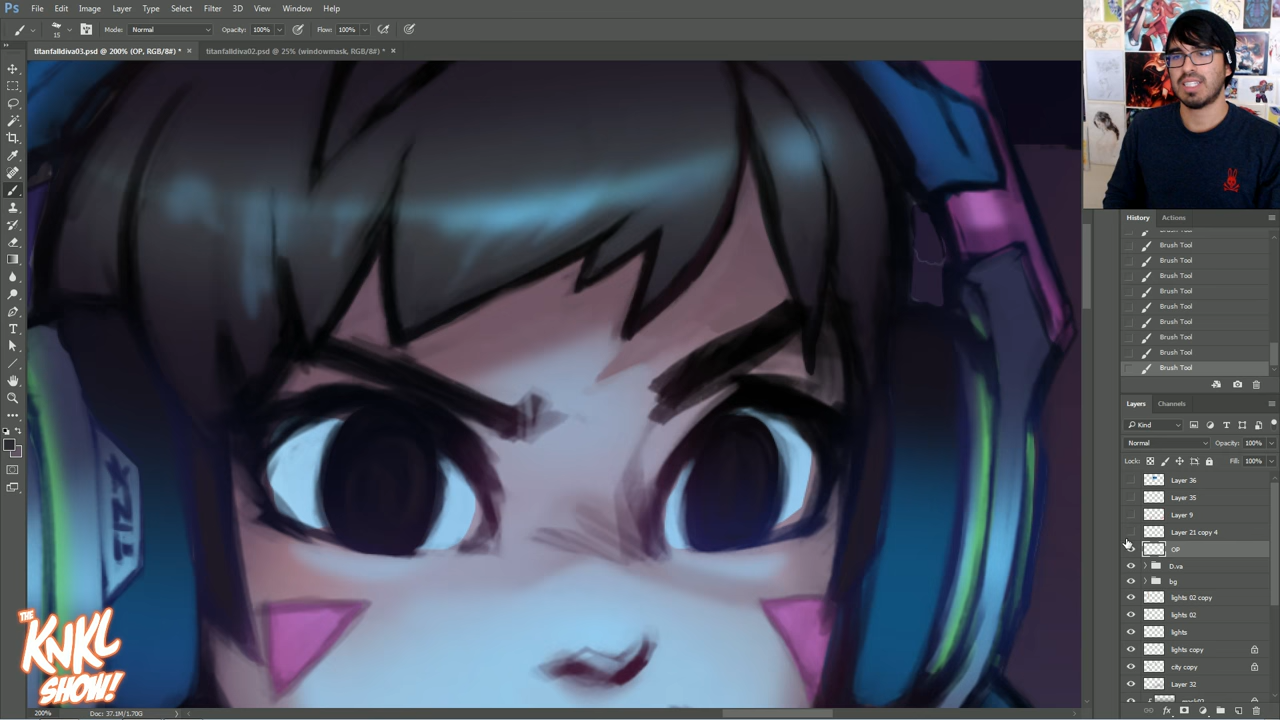 Ps File Edit Image Layer Type Select Filter 3D View Window Help
15 Mode: Normal Opacity: 100% Flow: 100%
titanfalldiva03.psd @ 200% (OP, RGB/8#) * × titanfalldiva02.psd @ 25% (windowmask, RGB/8#) * ×
History Actions
Brush Tool
Brush Tool
Brush Tool
Brush Tool
Brush Tool
Brush Tool
Brush Tool
Brush Tool
Brush Tool
Layers Channels
Kind
Normal Opacity: 100%
Lock: Fill: 100%
Layer 36
Layer 35
Layer 9
Layer 21 copy 4
OP
D.va
bg
lights 02 copy
lights 02
lights
lights copy
city copy
Layer 32
THE
KNKL
SHOW!
200% Doc: 37.1M/1.70G